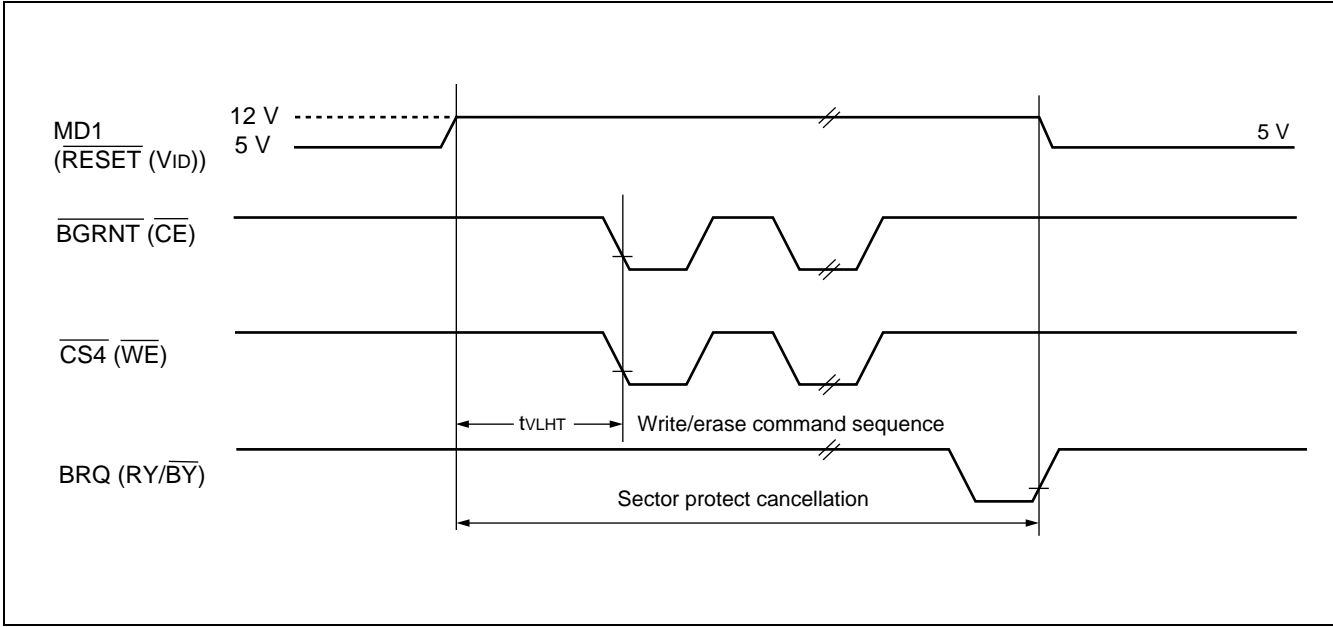 12 V
MD1
5 V
5 V
(RESET (VID))
BGRNT (CE)
CS4 (WE)
tVLHT
Write/erase command sequence
BRQ (RY/BY)
Sector protect cancellation